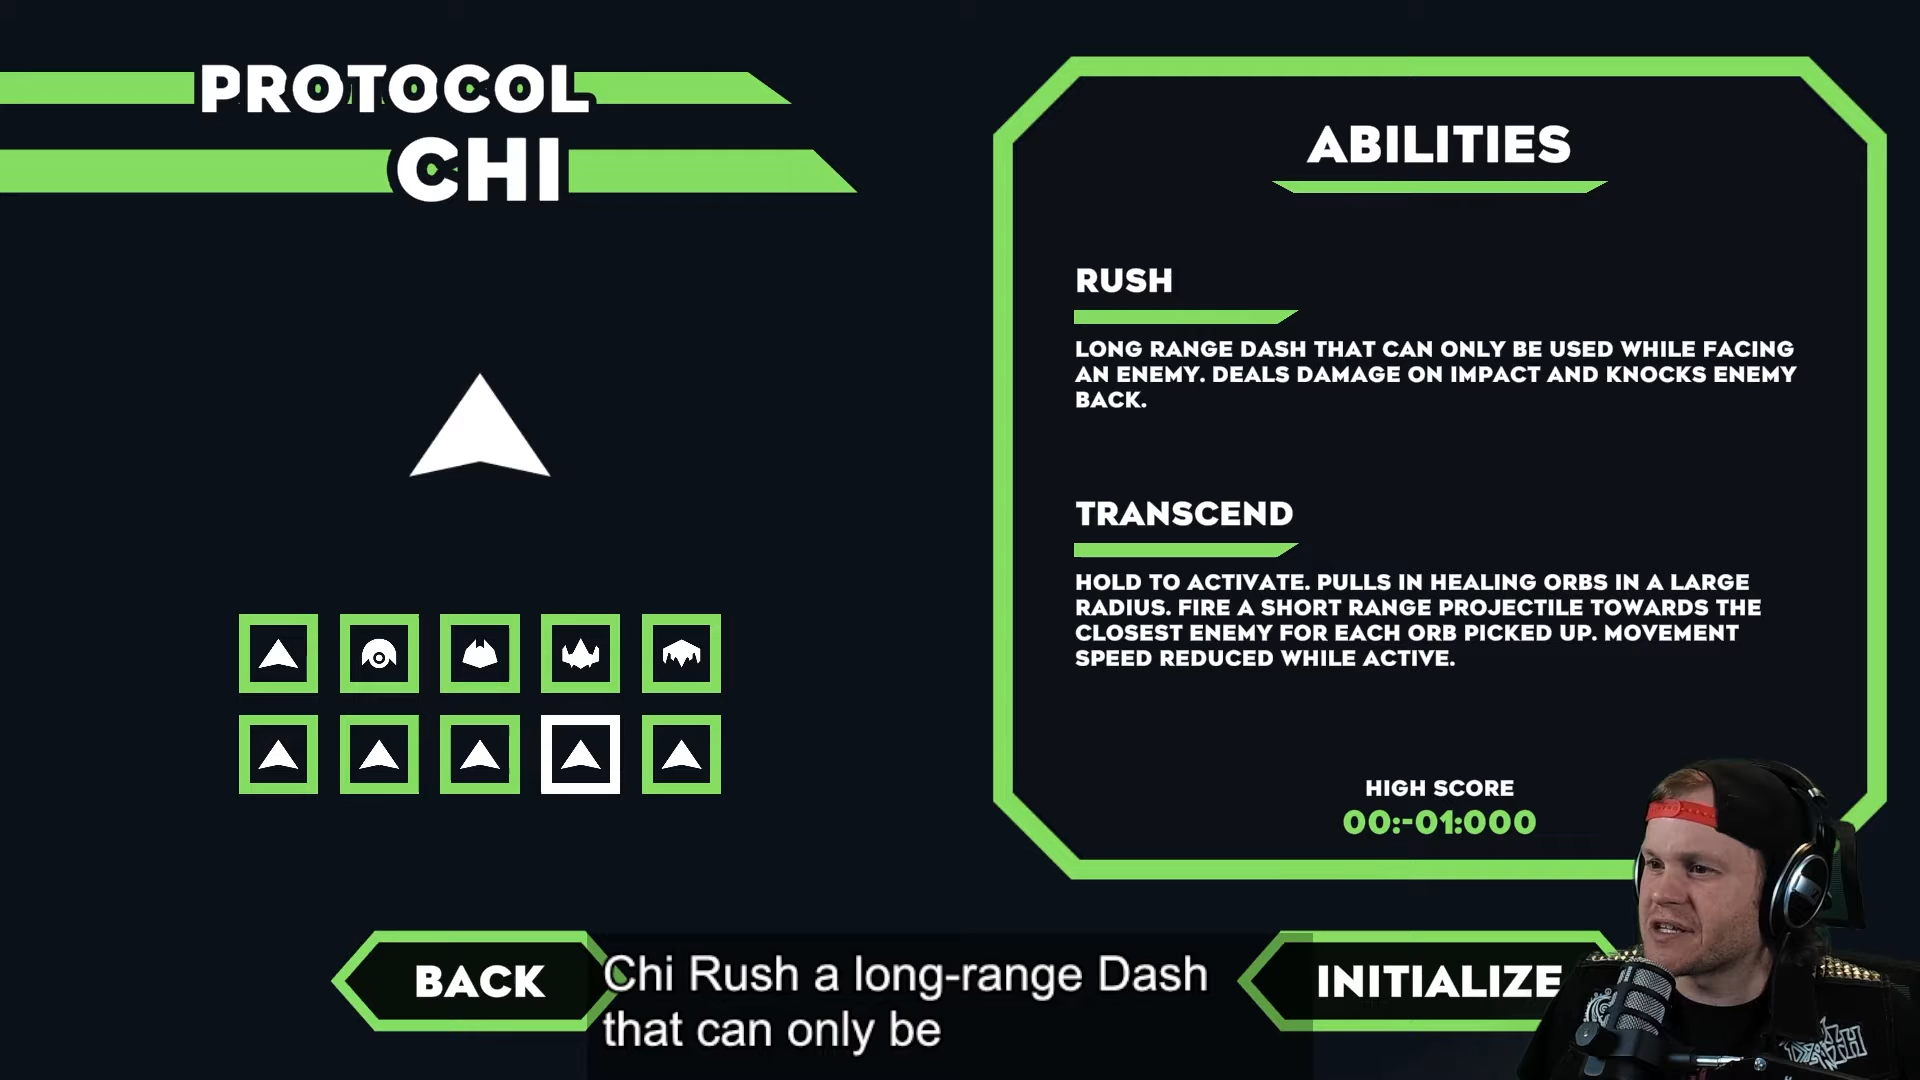 PROTOCOL
CHI
ABILITIES
RUSH
LONG RANGE DASH THAT CAN ONLY BE USED WHILE FACING
AN ENEMY. DEALS DAMAGE ON IMPACT AND KNOCKS ENEMY
BACK.
TRANSCEND
HOLD TO ACTIVATE. PULLS IN HEALING ORBS IN A LARGE
RADIUS. FIRE A SHORT RANGE PROJECTILE TOWARDS THE
CLOSEST ENEMY FOR EACH ORB PICKED UP. MOVEMENT
SPEED REDUCED WHILE ACTIVE.
HIGH SCORE
00:-01:000
BACK
INITIALIZE
Chi Rush a long-range Dash
that can only be